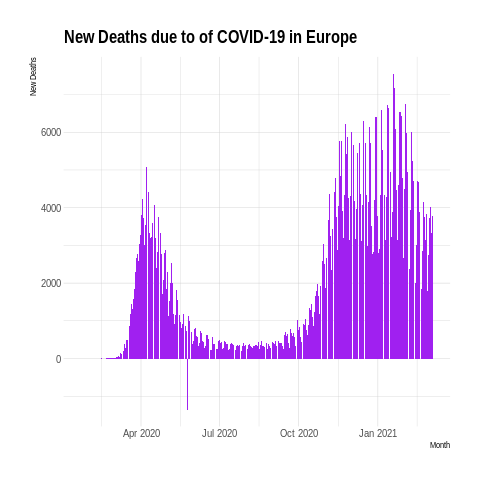 New Deaths due to of COVID-19 in Europe
New Deaths
6000
4000
2000
0
Apr 2020 Jul 2020 Oct 2020 Jan 2021
Month